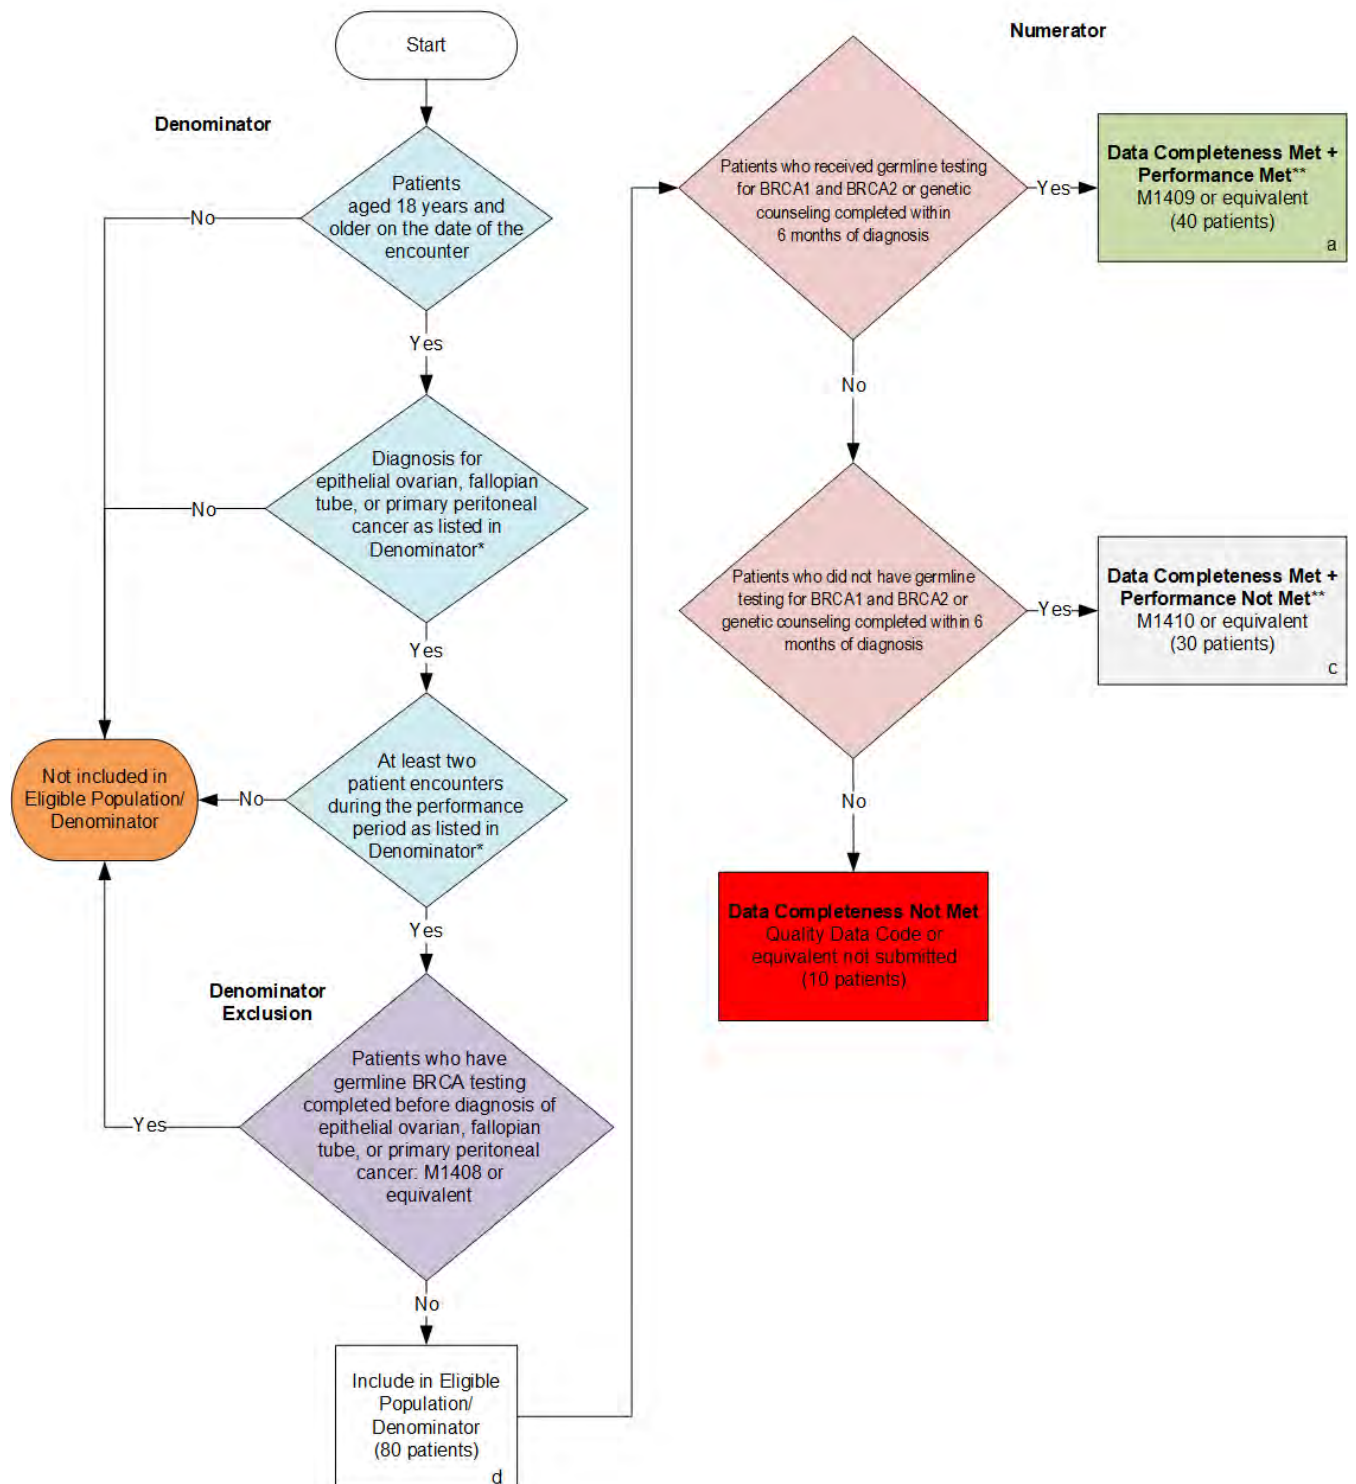 Start
Denominator
Patients
aged 18 years and
older on the date of the
encounter
No
Yes
Diagnosis for
epithelial ovarian, fallopian
tube, or primary peritoneal
cancer as listed in
Denominator*
No
Yes
At least two
patient encounters
during the performance
period as listed in
Denominator*
No
Not included in
Eligible Population/
Denominator
Yes
Denominator
Exclusion
Patients who have
germline BRCA testing
completed before diagnosis of
epithelial ovarian, fallopian
tube, or primary peritoneal
cancer: M1408 or
equivalent
Yes
No
Include in Eligible
Population/
Denominator
(80 patients)
d
Numerator
Patients who received germline testing
for BRCA1 and BRCA2 or genetic
counseling completed within
6 months of diagnosis
Yes
Data Completeness Met +
Performance Met**
M1409 or equivalent
(40 patients)
a
No
Patients who did not have germline
testing for BRCA1 and BRCA2 or
genetic counseling completed within 6
months of diagnosis
Yes
Data Completeness Met +
Performance Not Met**
M1410 or equivalent
(30 patients)
c
No
Data Completeness Not Met
Quality Data Code or
equivalent not submitted
(10 patients)